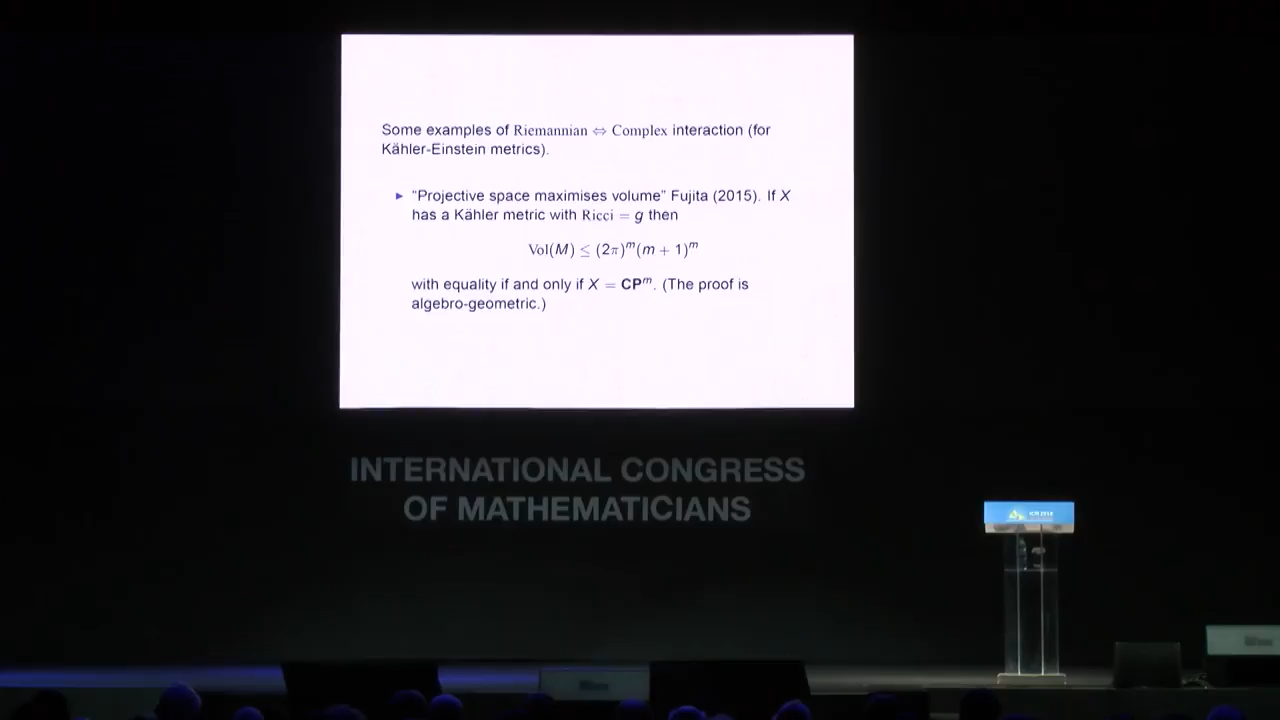 Some examples of Riemannian ⇔ Complex interaction (for
Kähler-Einstein metrics).
▶ "Projective space maximises volume" Fujita (2015). If X
has a Kähler metric with Ricci = g then
Vol(M) ≤ (2π)^m(m + 1)^m
with equality if and only if X = CP^m. (The proof is
algebro-geometric.)
INTERNATIONAL CONGRESS
OF MATHEMATICIANS
ICM 2018